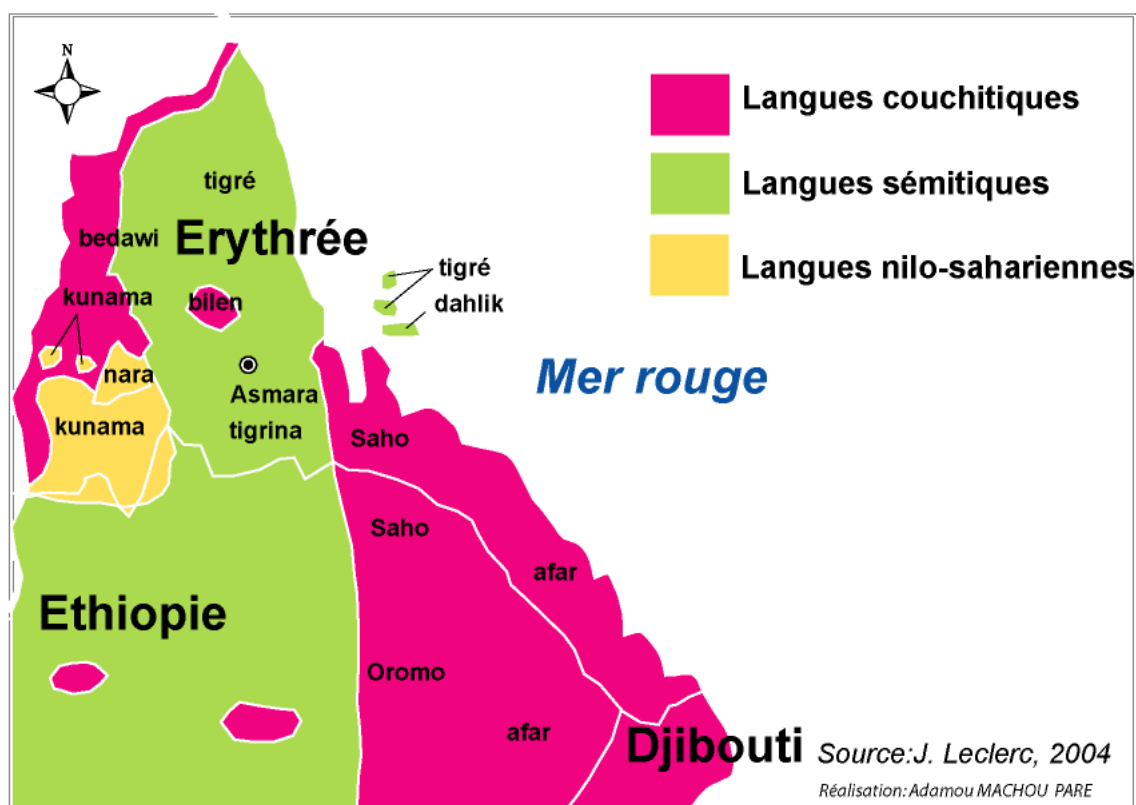 N
Langues couchitiques
Langues sémitiques
Langues nilo-sahariennes
tigré
bedawi
Erythrée
tigré
dahlik
kunama
bilen
nara
Mer rouge
Asmara
kunama
tigrina
Saho
Saho
afar
Ethiopie
Oromo
afar
Djibouti
Source:J. Leclerc, 2004
Réalisation: Adamou MACHOU PARE